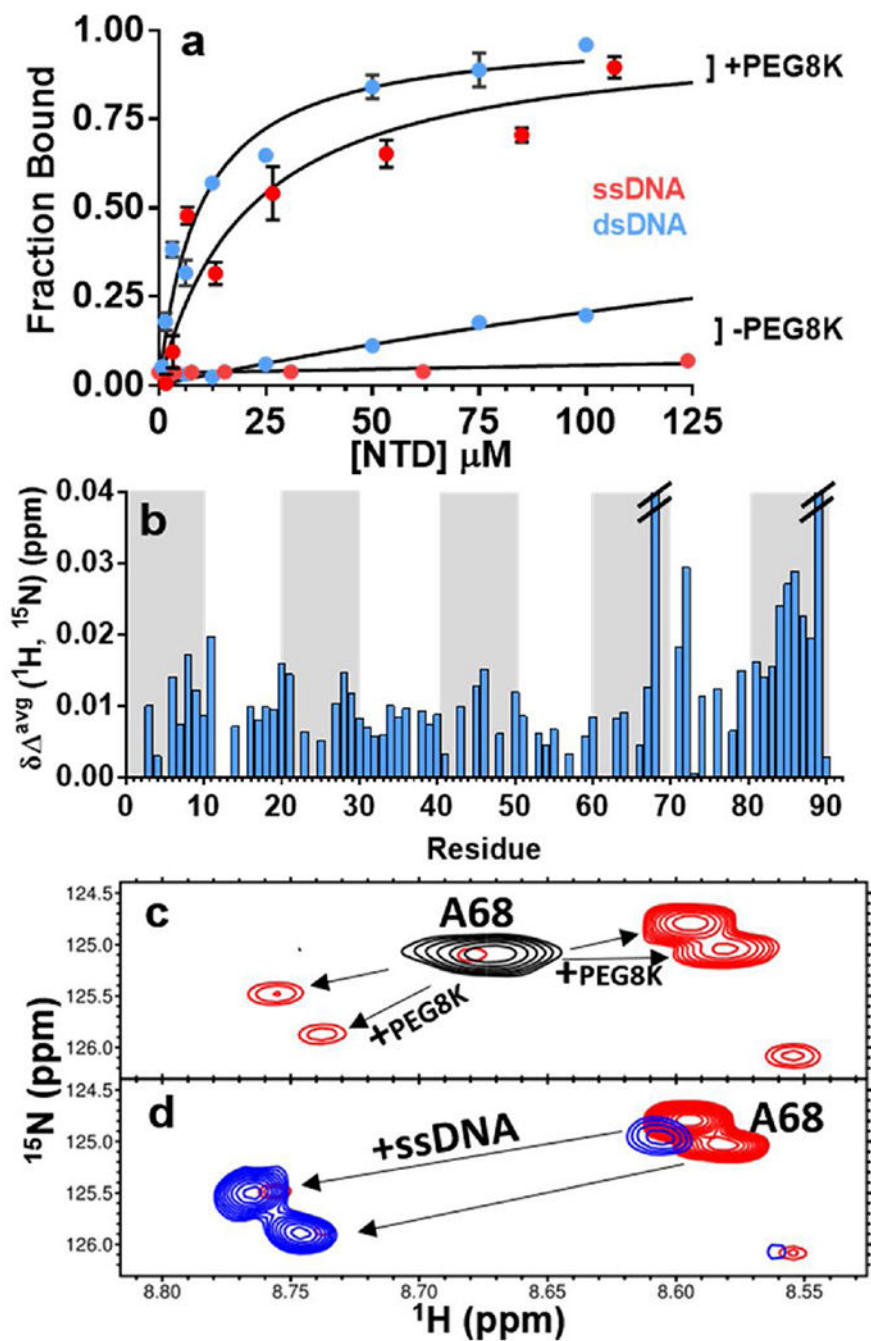 a
1.00
0.75
0.50
0.25
0.00
Fraction Bound
] +PEG8K
ssDNA
dsDNA
] -PEG8K
0 25 50 75 100 125
[NTD] μM
b
0.04
0.03
0.02
0.01
0.00
δΔavg (1H, 15N) (ppm)
0 10 20 30 40 50 60 70 80 90
Residue
c
124.5
125.0
125.5
126.0
A68
+PEG8K
+PEG8K
15N (ppm)
d
124.5
125.0
125.5
126.0
+ssDNA
A68
8.80 8.75 8.70 8.65 8.60 8.55
1H (ppm)